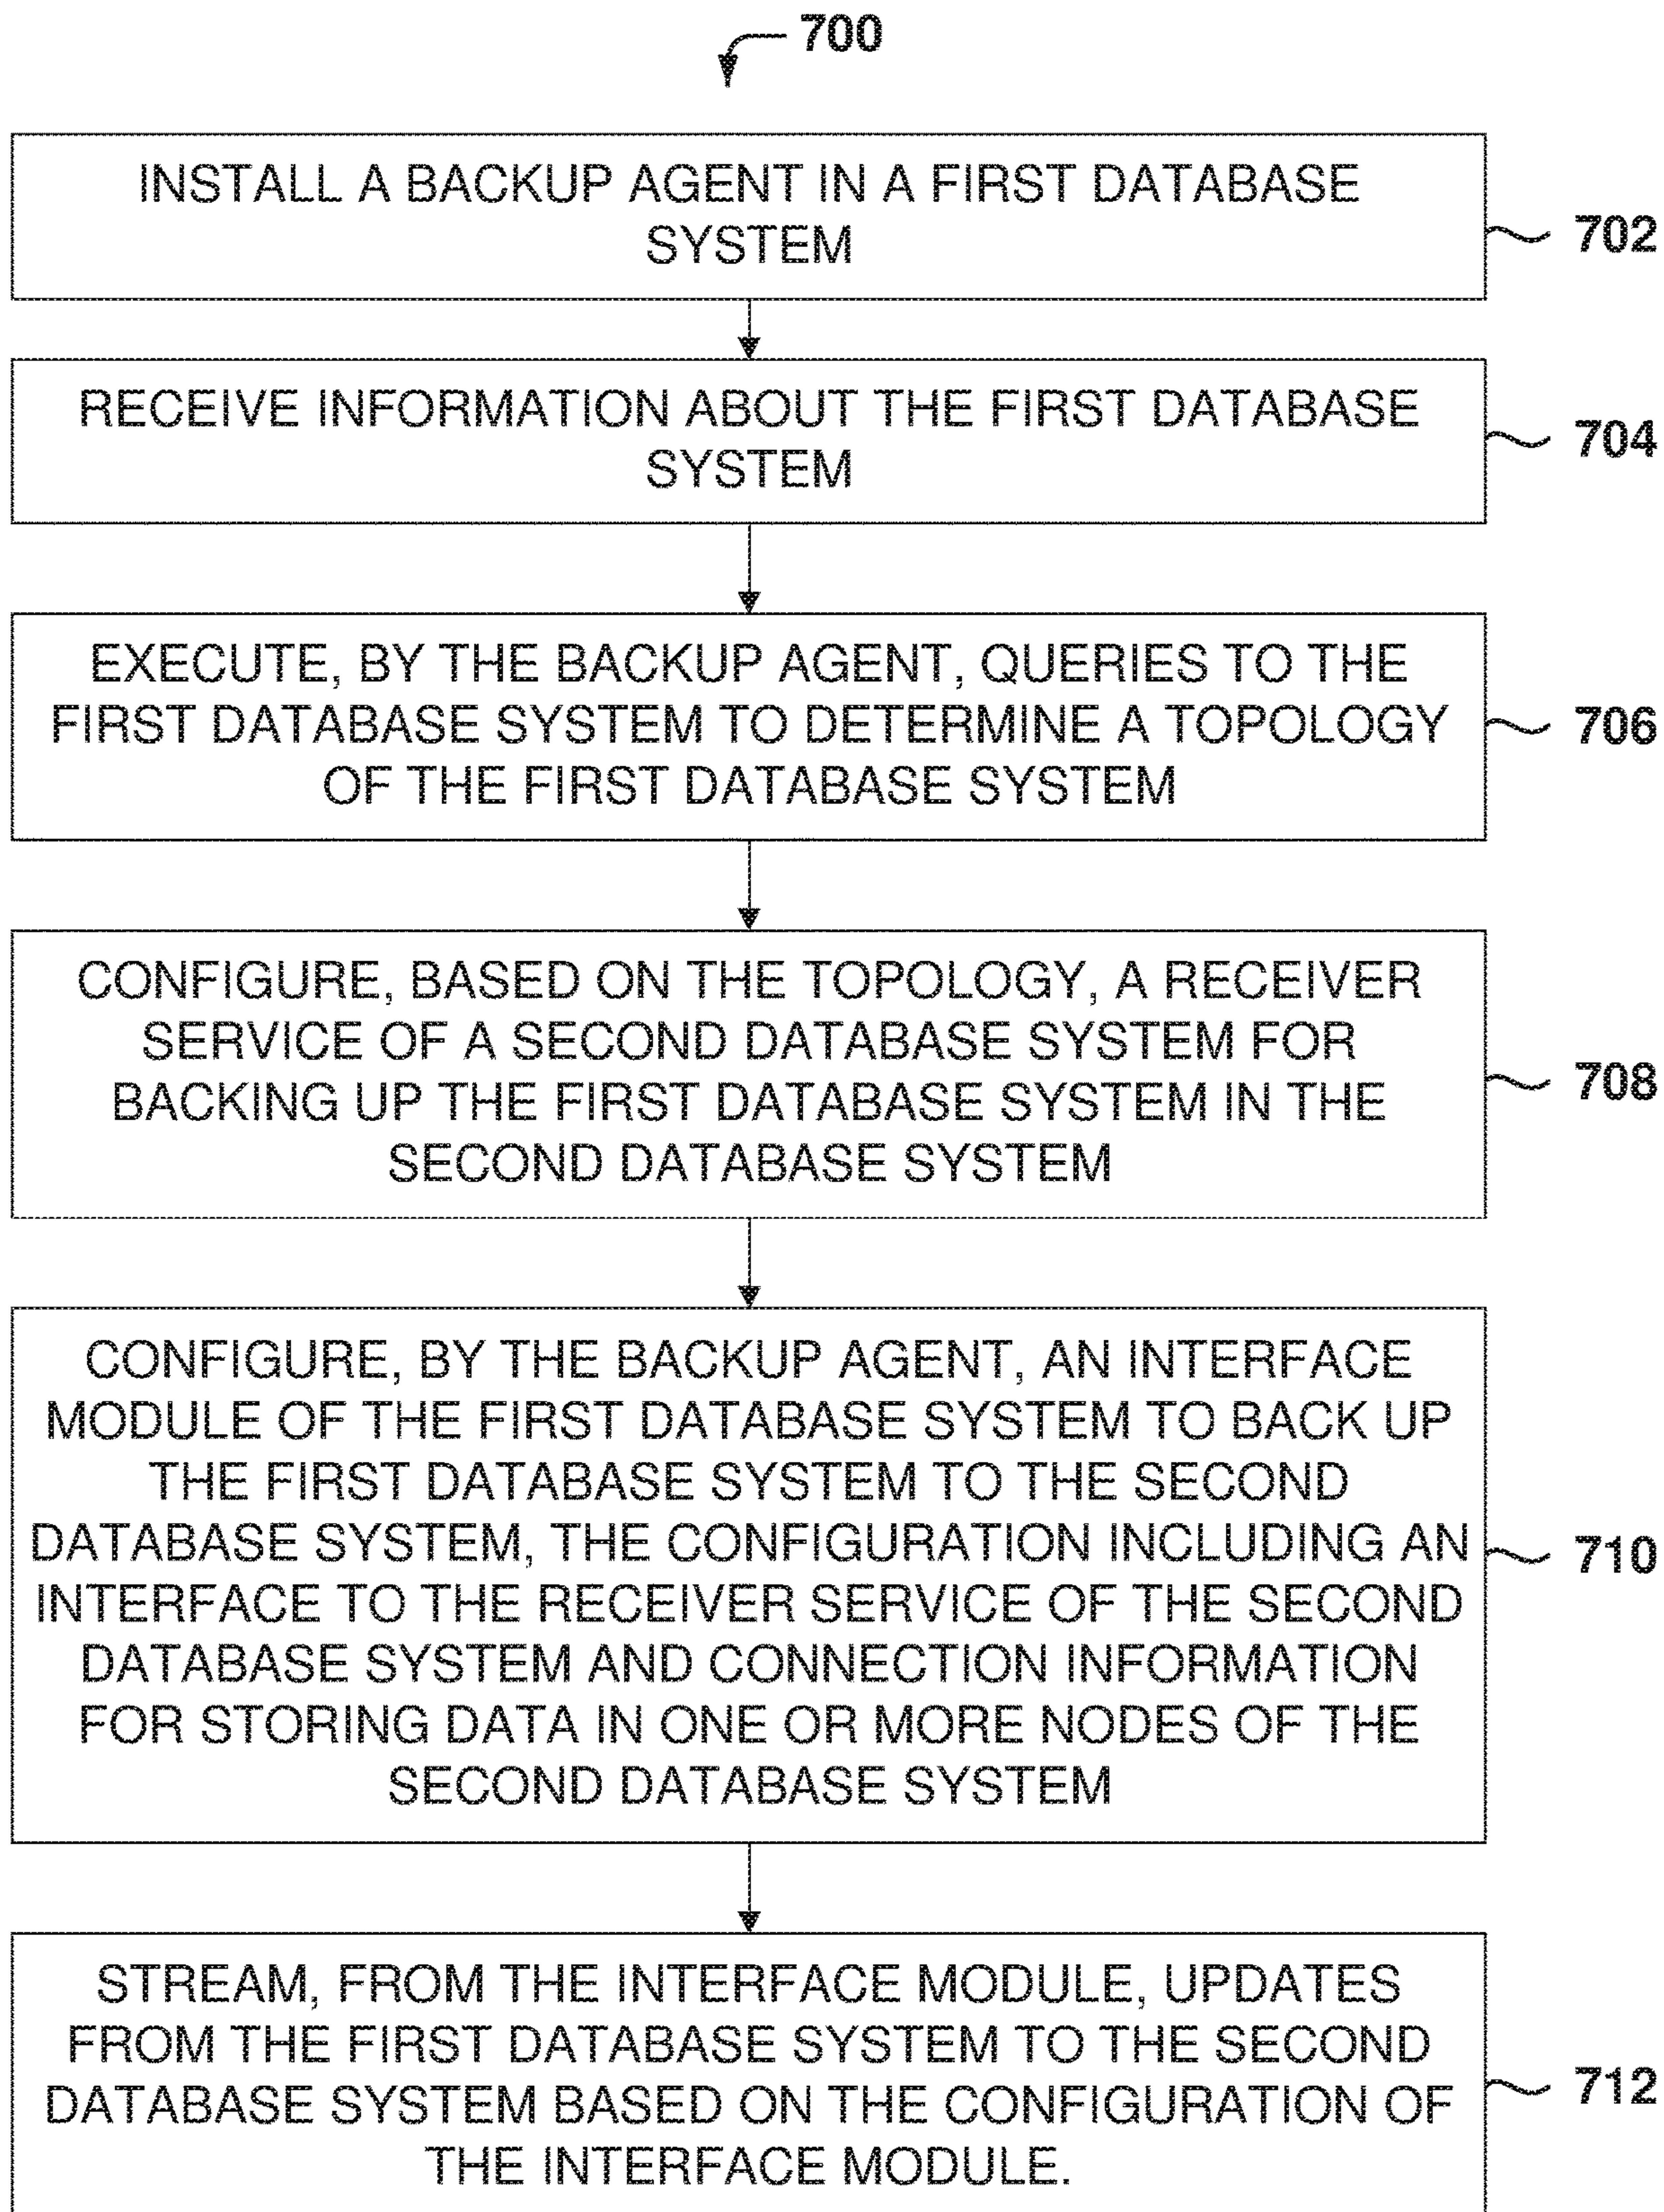 700
INSTALL A BACKUP AGENT IN A FIRST DATABASE
SYSTEM
702
RECEIVE INFORMATION ABOUT THE FIRST DATABASE
SYSTEM
704
EXECUTE, BY THE BACKUP AGENT, QUERIES TO THE
FIRST DATABASE SYSTEM TO DETERMINE A TOPOLOGY
OF THE FIRST DATABASE SYSTEM
706
CONFIGURE, BASED ON THE TOPOLOGY, A RECEIVER
SERVICE OF A SECOND DATABASE SYSTEM FOR
BACKING UP THE FIRST DATABASE SYSTEM IN THE
SECOND DATABASE SYSTEM
708
CONFIGURE, BY THE BACKUP AGENT, AN INTERFACE
MODULE OF THE FIRST DATABASE SYSTEM TO BACK UP
THE FIRST DATABASE SYSTEM TO THE SECOND
DATABASE SYSTEM, THE CONFIGURATION INCLUDING AN
INTERFACE TO THE RECEIVER SERVICE OF THE SECOND
DATABASE SYSTEM AND CONNECTION INFORMATION
FOR STORING DATA IN ONE OR MORE NODES OF THE
SECOND DATABASE SYSTEM
710
STREAM, FROM THE INTERFACE MODULE, UPDATES
FROM THE FIRST DATABASE SYSTEM TO THE SECOND
DATABASE SYSTEM BASED ON THE CONFIGURATION OF
THE INTERFACE MODULE.
712